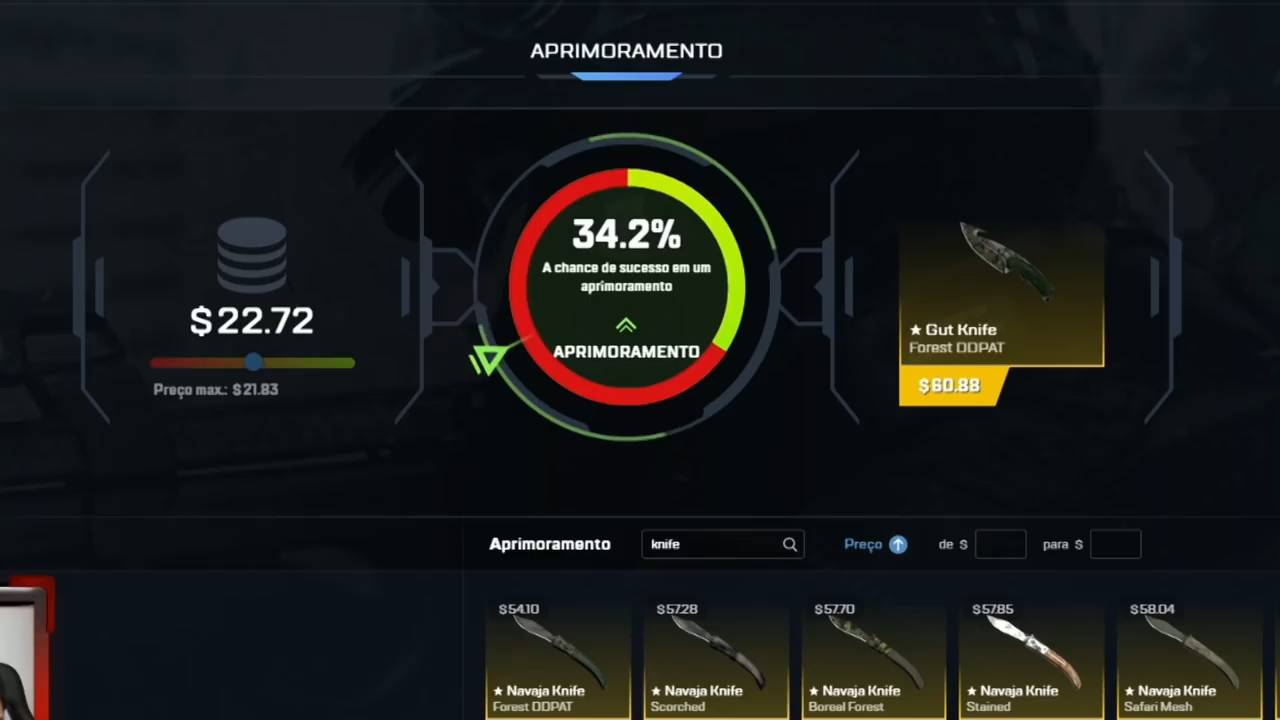 APRIMORAMENTO
34.2%
A chance de sucesso em um
aprimoramento
APRIMORAMENTO
$22.72
Preço max.: $21.83
★ Gut Knife
Forest DDPAT
$60.88
Aprimoramento
knife
Preço
de $
para $
$54.10
★ Navaja Knife
Forest DDPAT
$57.28
★ Navaja Knife
Scorched
$57.70
★ Navaja Knife
Boreal Forest
$57.85
★ Navaja Knife
Stained
$58.04
★ Navaja Knife
Safari Mesh